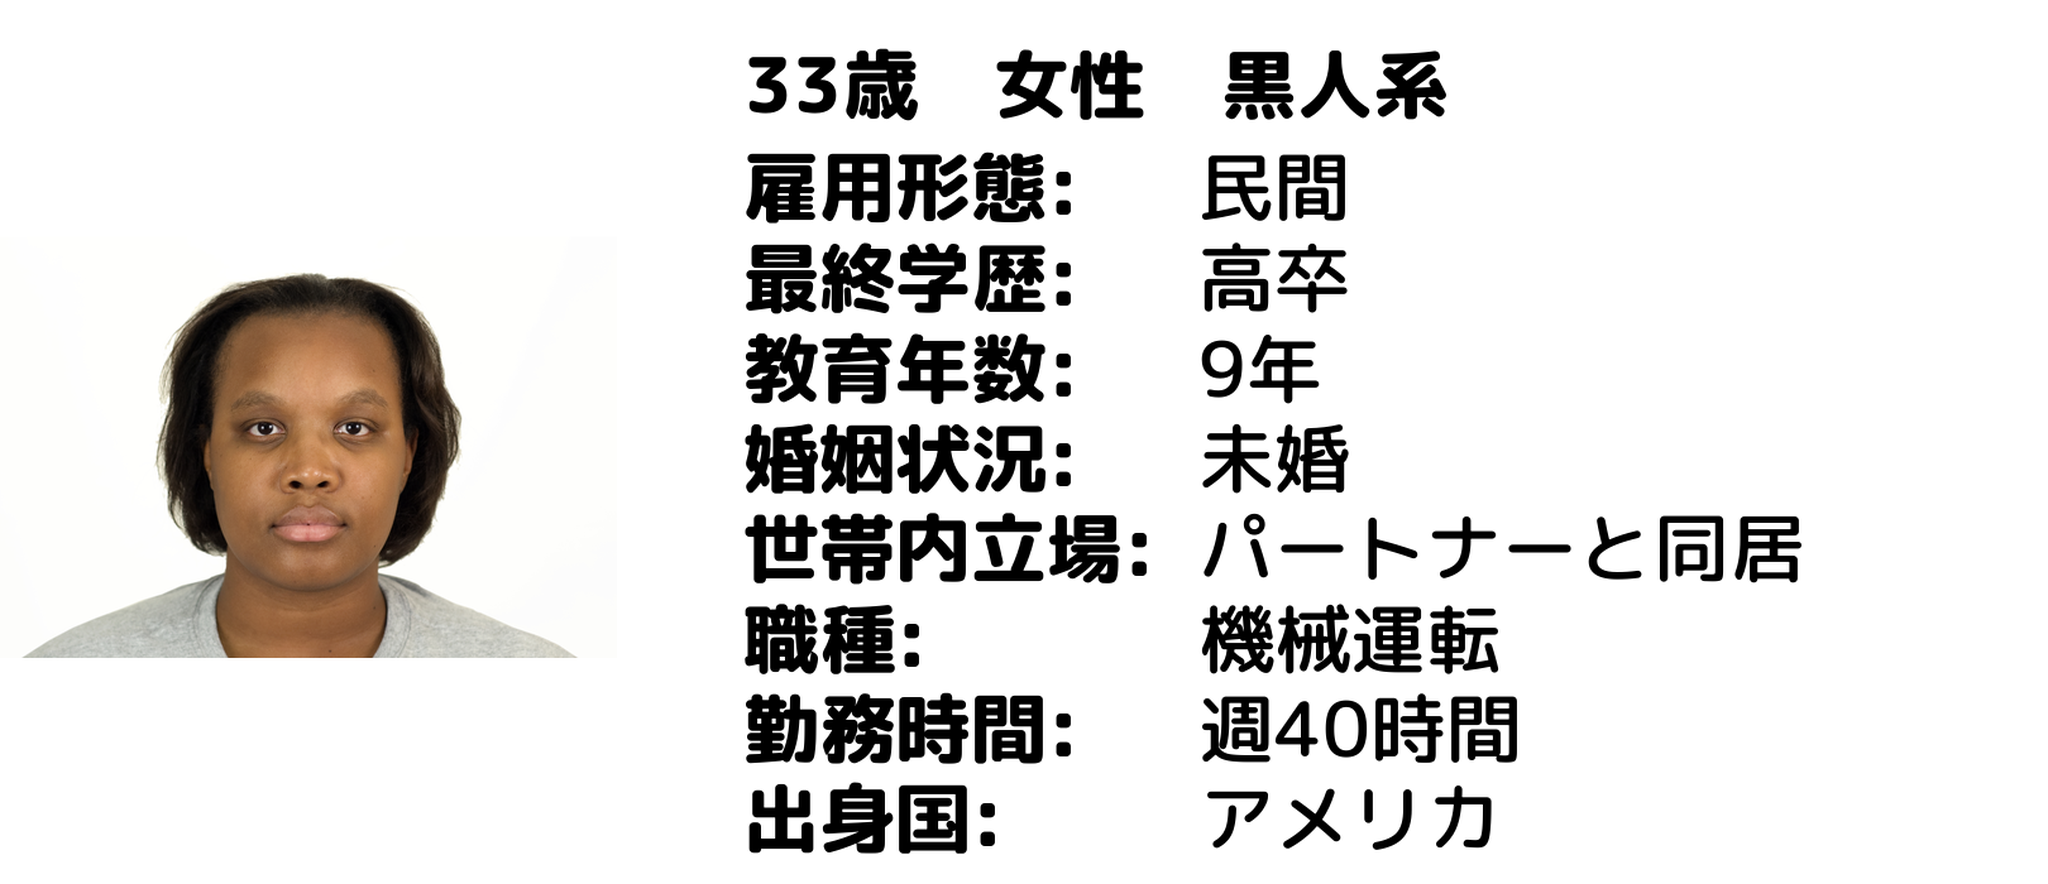 33歳　女性　黒人系
雇用形態: 民間
最終学歴: 高卒
教育年数: 9年
婚姻状況: 未婚
世帯内立場: パートナーと同居
職種: 機械運転
勤務時間: 週40時間
出身国: アメリカ